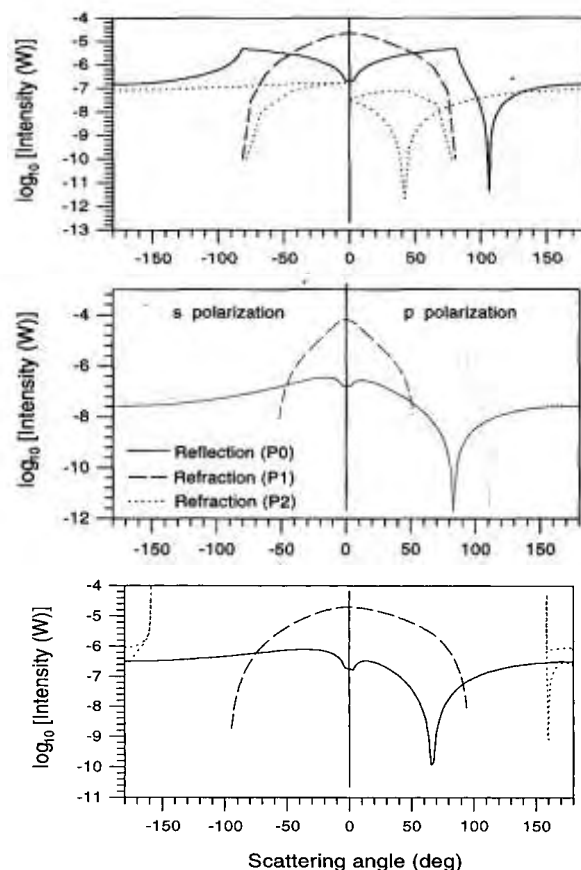 -4
-5
-6
-7
-8
-9
-10
-11
-12
-13
log10 [Intensity (W)]
-150 -100 -50 0 50 100 150
s polarization p polarization
-4
-6
-8
-10
-12
log10 [Intensity (W)]
Reflection (P0)
Refraction (P1)
Refraction (P2)
-150 -100 -50 0 50 100 150
-4
-5
-6
-7
-8
-9
-10
-11
log10 [Intensity (W)]
-150 -100 -50 0 50 100 150
Scattering angle (deg)